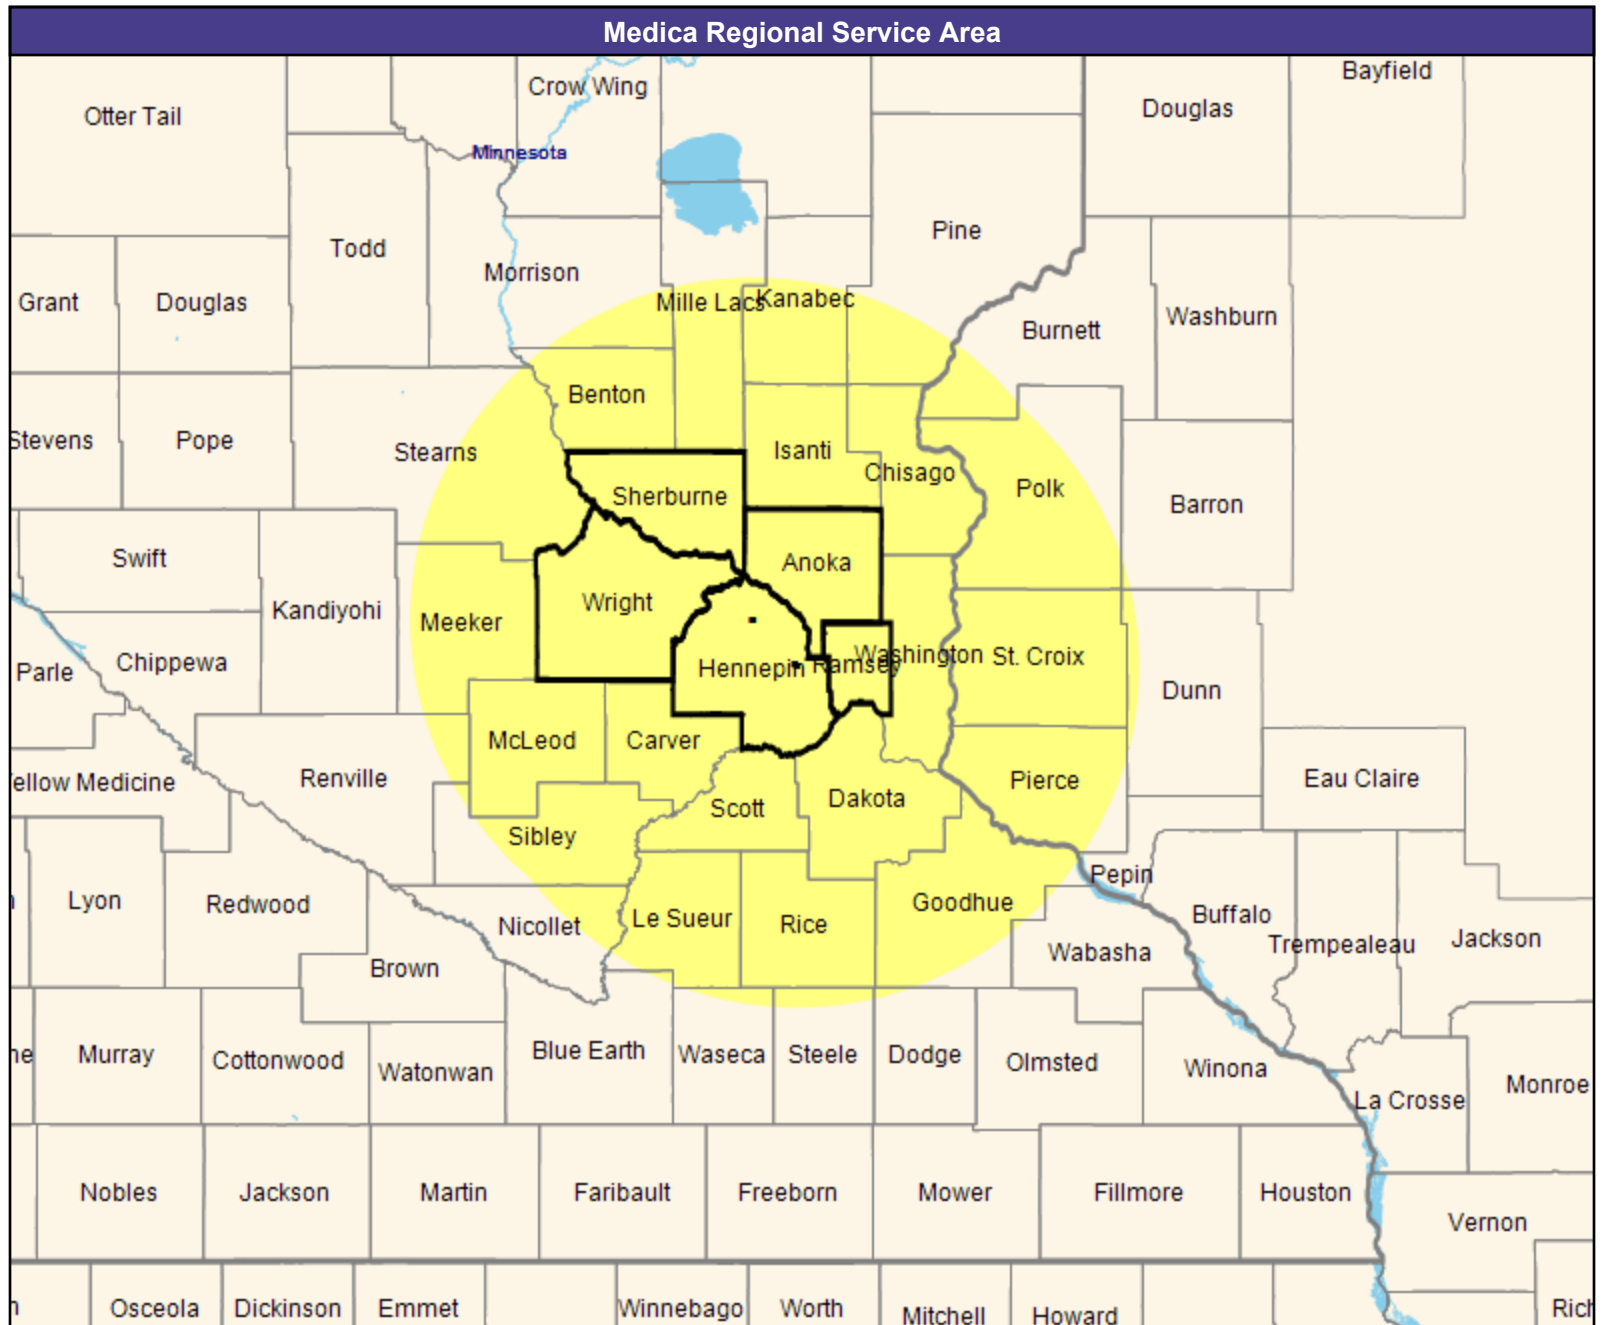 Medica Regional Service Area
Bayfield
Crow Wing
Douglas
Otter Tail
Minnesota
Pine
Todd
Morrison
Grant
Douglas
Mille Lacs
Kanabec
Burnett
Washburn
Benton
Stevens
Pope
Stearns
Isanti
Chisago
Polk
Barron
Sherburne
Swift
Anoka
Kandiyohi
Wright
Meeker
Parle
Chippewa
Hennepin
Ramsey
Washington
St. Croix
Dunn
McLeod
Carver
ellow Medicine
Renville
Pierce
Eau Claire
Scott
Dakota
Sibley
Pepin
Lyon
Redwood
Nicollet
Le Sueur
Rice
Goodhue
Buffalo
Trempealeau
Jackson
Brown
Wabasha
ne
Murray
Cottonwood
Watonwan
Blue Earth
Waseca
Steele
Dodge
Olmsted
Winona
La Crosse
Monroe
Nobles
Jackson
Martin
Faribault
Freeborn
Mower
Fillmore
Houston
Vernon
n
Osceola
Dickinson
Emmet
Winnebago
Worth
Mitchell
Howard
Rich